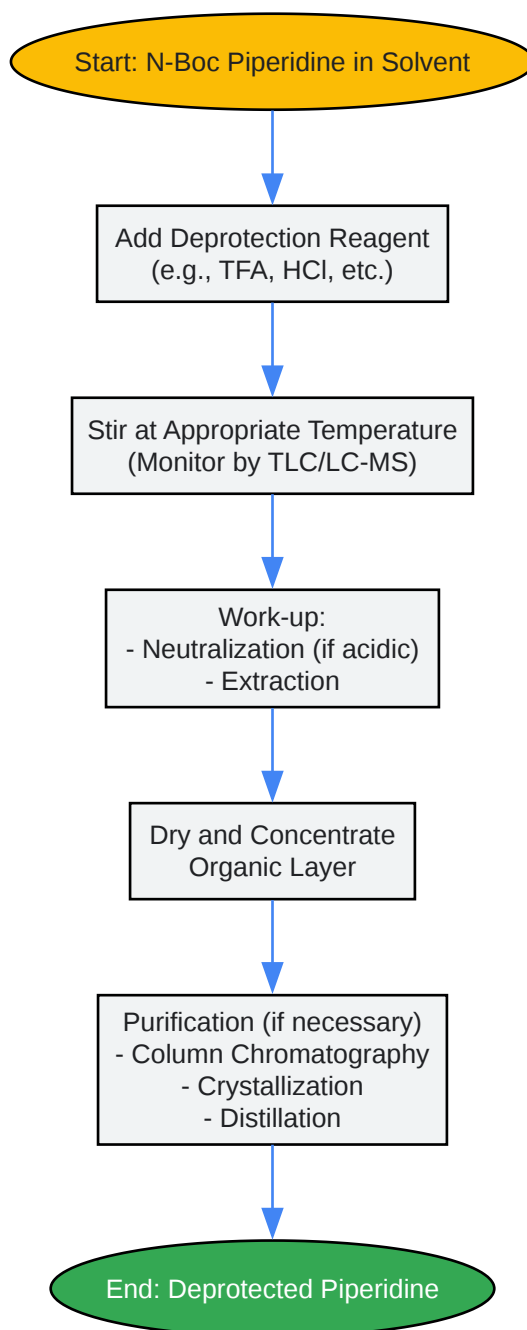 Start: N-Boc Piperidine in Solvent
Add Deprotection Reagent
(e.g., TFA, HCl, etc.)
Stir at Appropriate Temperature
(Monitor by TLC/LC-MS)
Work-up:
- Neutralization (if acidic)
- Extraction
Dry and Concentrate
Organic Layer
Purification (if necessary)
- Column Chromatography
- Crystallization
- Distillation
End: Deprotected Piperidine